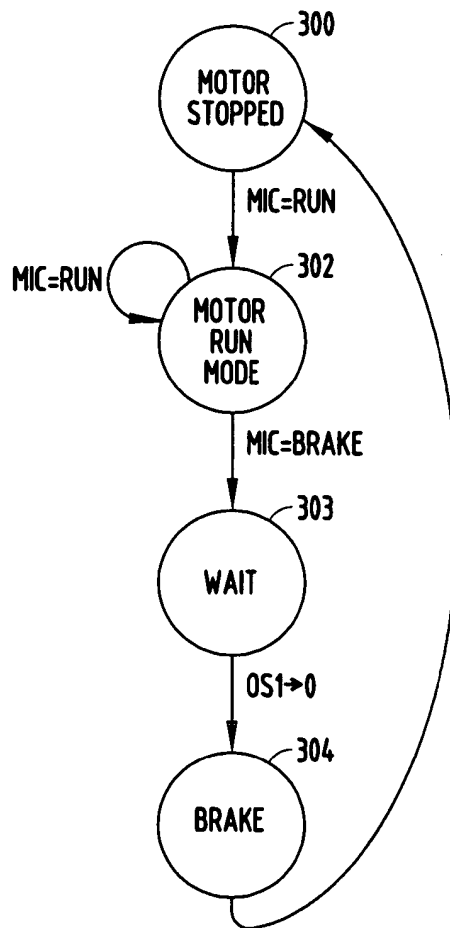 300
MOTOR
STOPPED
MIC=RUN
302
MIC=RUN
MOTOR
RUN
MODE
MIC=BRAKE
303
WAIT
OS1→0
304
BRAKE